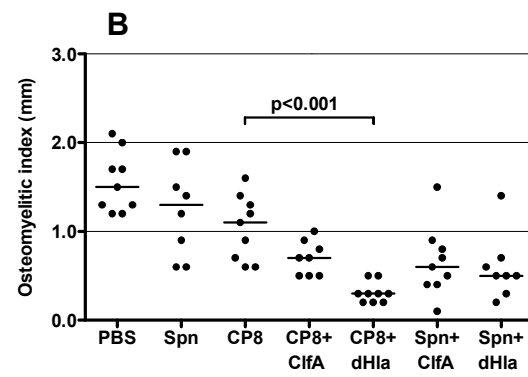 B
Osteomyelitic index (mm)
3.0
2.0
1.0
0.0
p<0.001
PBS Spn CP8 CP8+ CP8+ Spn+ Spn+
ClfA dHla ClfA dHla